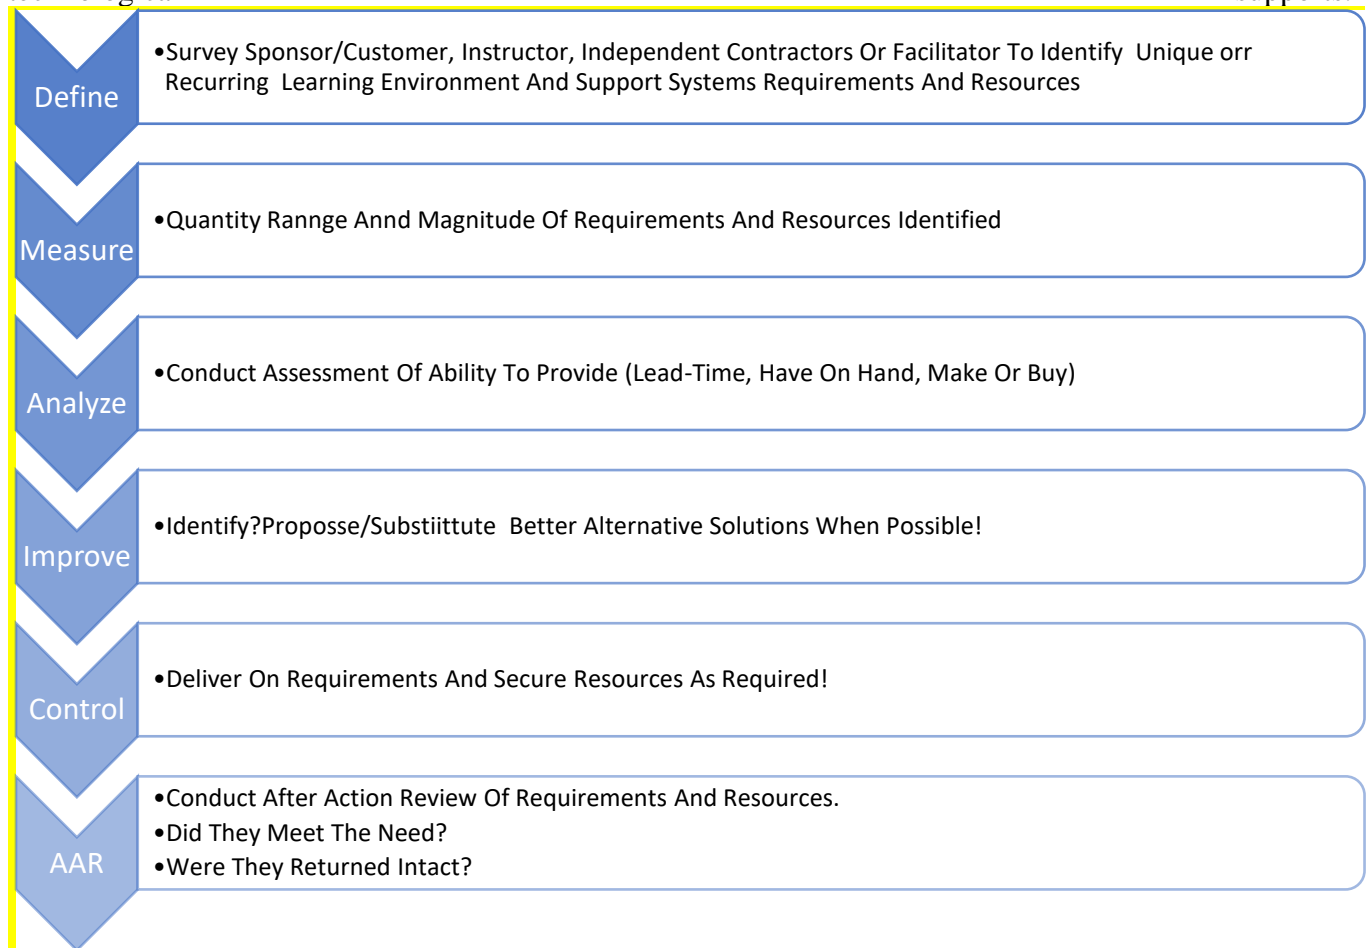 Define
•Survey Sponsor/Customer, Instructor, Independent Contractors Or Facilitator To Identify  Unique orr
Recurring  Learning Environment And Support Systems Requirements And Resources
Measure
•Quantity Rannge Annd Magnitude Of Requirements And Resources Identified
Analyze
•Conduct Assessment Of Ability To Provide (Lead-Time, Have On Hand, Make Or Buy)
Improve
•Identify?Proposse/Substiittute  Better Alternative Solutions When Possible!
Control
•Deliver On Requirements And Secure Resources As Required!
AAR
•Conduct After Action Review Of Requirements And Resources.
•Did They Meet The Need?
•Were They Returned Intact?